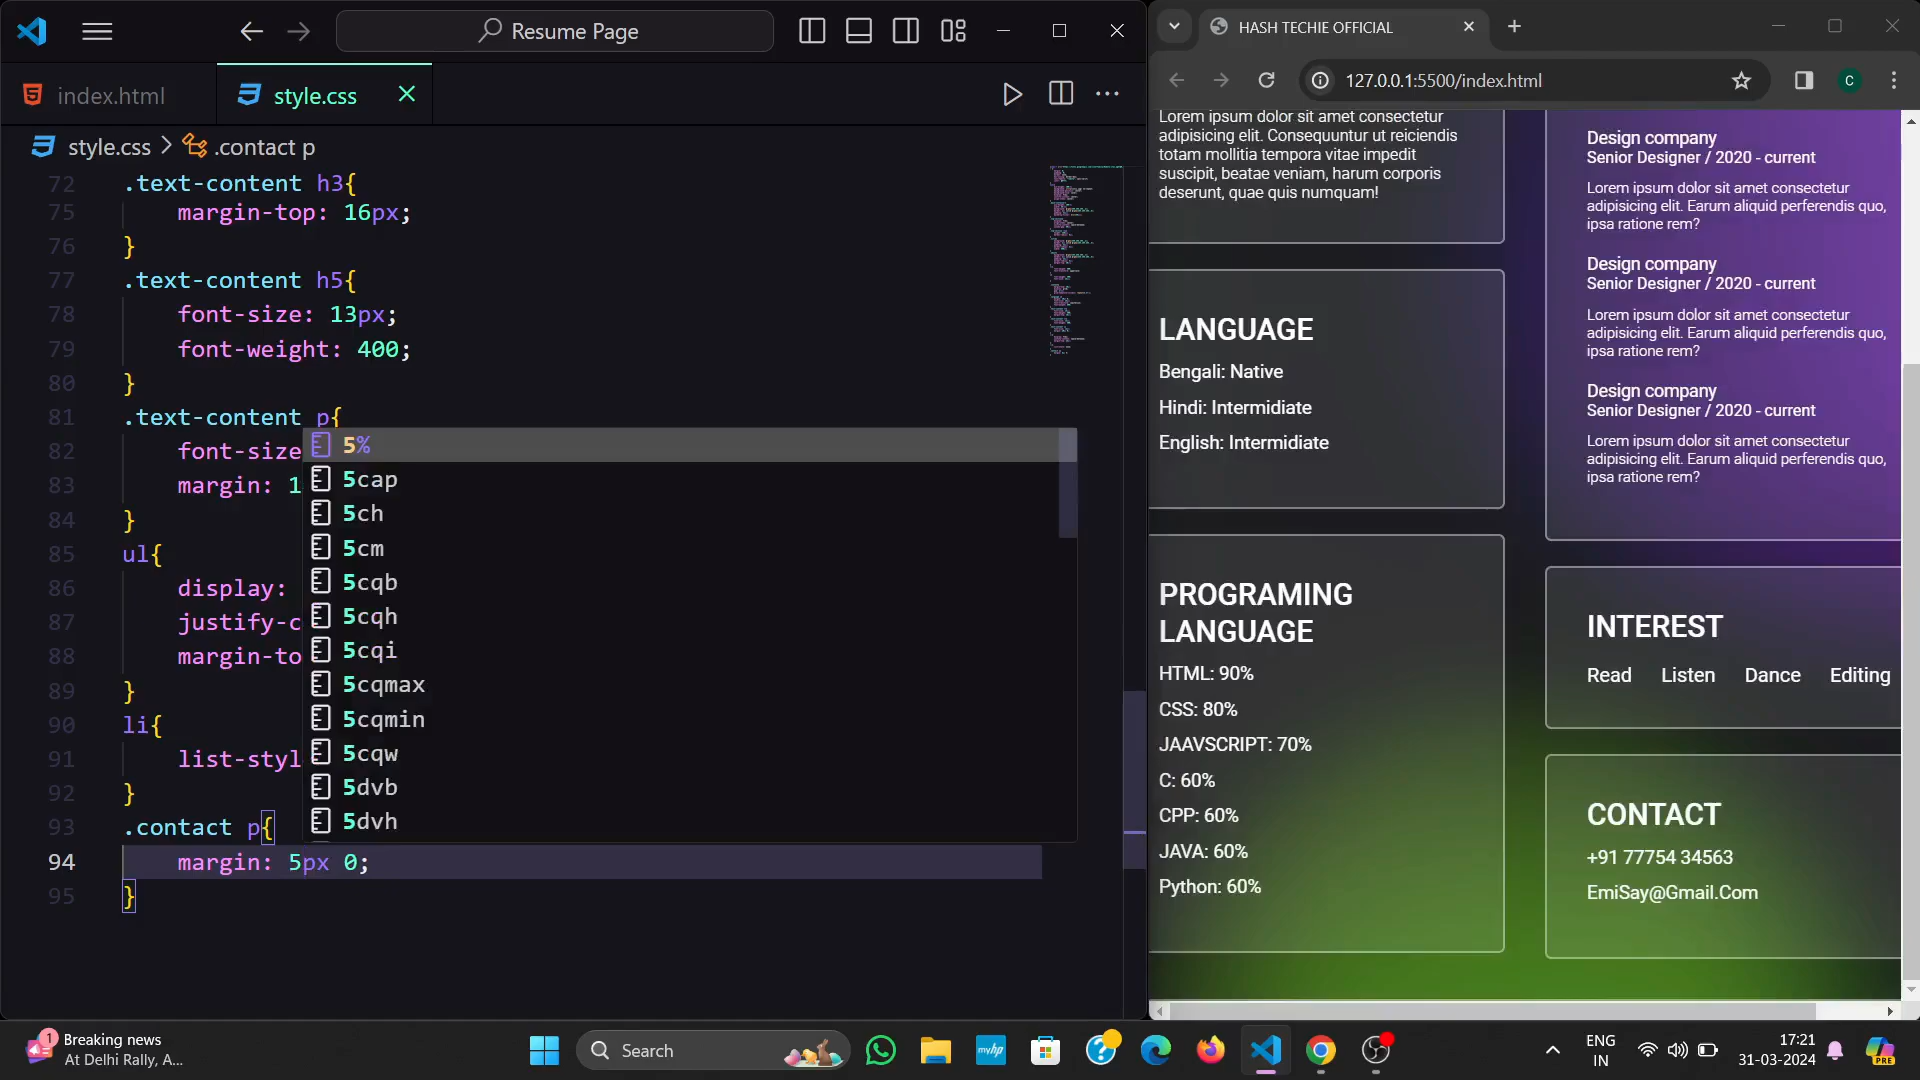 Resume Page
index.html
style.css
style.css > .contact p
72 .text-content h3{
75 margin-top: 16px;
76 }
77 .text-content h5{
78 font-size: 13px;
79 font-weight: 400;
80 }
81 .text-content p{
82 font-size
83 margin: 1
84 }
85 ul{
86 display:
87 justify-c
88 margin-to
89 }
90 li{
91 list-styl
92 }
93 .contact p{
94 margin: 5px 0;
95 }
5%
5cap
5ch
5cm
5cqb
5cqh
5cqi
5cqmax
5cqmin
5cqw
5dvb
5dvh
HASH TECHIE OFFICIAL
127.0.0.1:5500/index.html
C
Lorem ipsum dolor sit amet consectetur
adipisicing elit. Consequuntur ut reiciendis
totam mollitia tempora vitae impedit
suscipit, beatae veniam, harum corporis
deserunt, quae quis numquam!
LANGUAGE
Bengali: Native
Hindi: Intermidiate
English: Intermidiate
PROGRAMING
LANGUAGE
HTML: 90%
CSS: 80%
JAAVSCRIPT: 70%
C: 60%
CPP: 60%
JAVA: 60%
Python: 60%
Design company
Senior Designer / 2020 - current
Lorem ipsum dolor sit amet consectetur
adipisicing elit. Earum aliquid perferendis quo,
ipsa ratione rem?
Design company
Senior Designer / 2020 - current
Lorem ipsum dolor sit amet consectetur
adipisicing elit. Earum aliquid perferendis quo,
ipsa ratione rem?
Design company
Senior Designer / 2020 - current
Lorem ipsum dolor sit amet consectetur
adipisicing elit. Earum aliquid perferendis quo,
ipsa ratione rem?
INTEREST
Read Listen Dance Editing
CONTACT
+91 77754 34563
EmiSay@Gmail.Com
1
Breaking news
At Delhi Rally, A...
Search
myhp
ENG
IN
17:21
31-03-2024
PRE